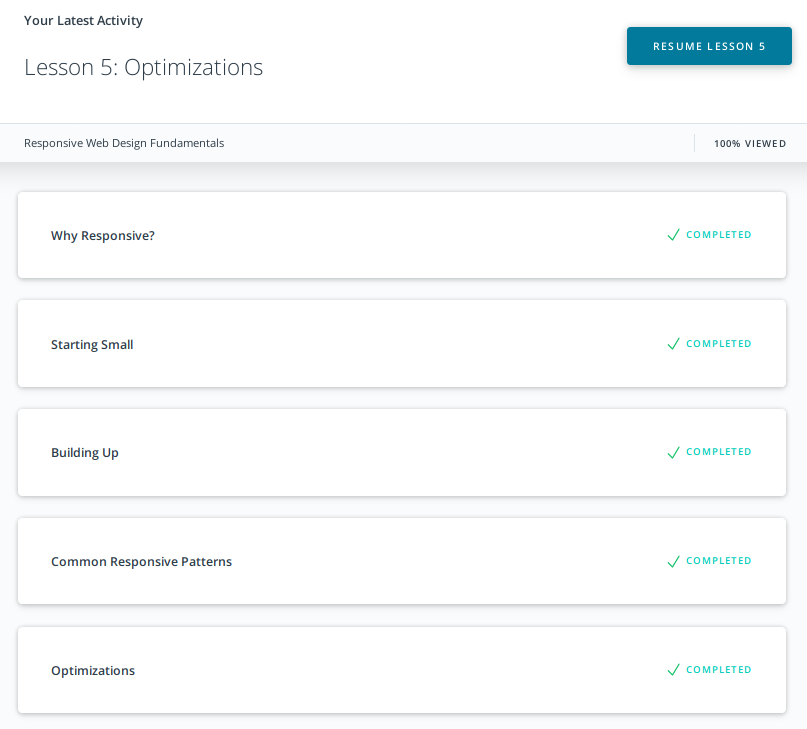 Your Latest Activity
RESUME LESSON 5
Lesson 5: Optimizations
Responsive Web Design Fundamentals
100% VIEWED
Why Responsive?
COMPLETED
Starting Small
COMPLETED
Building Up
COMPLETED
Common Responsive Patterns
COMPLETED
Optimizations
COMPLETED